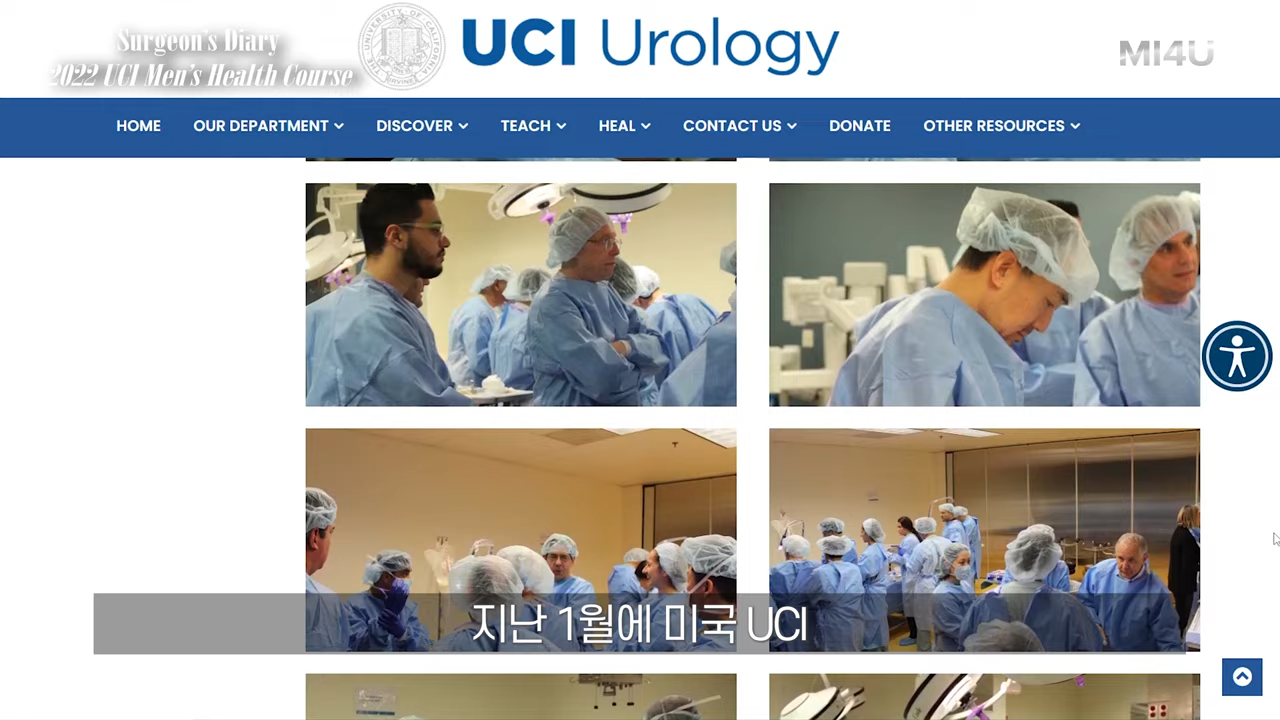 Surgeon's Diary
2022 UCI Men's Health Course
UCI Urology
MI4U
HOME OUR DEPARTMENT DISCOVER TEACH HEAL CONTACT US DONATE OTHER RESOURCES
지난 1월에 미국 UCI